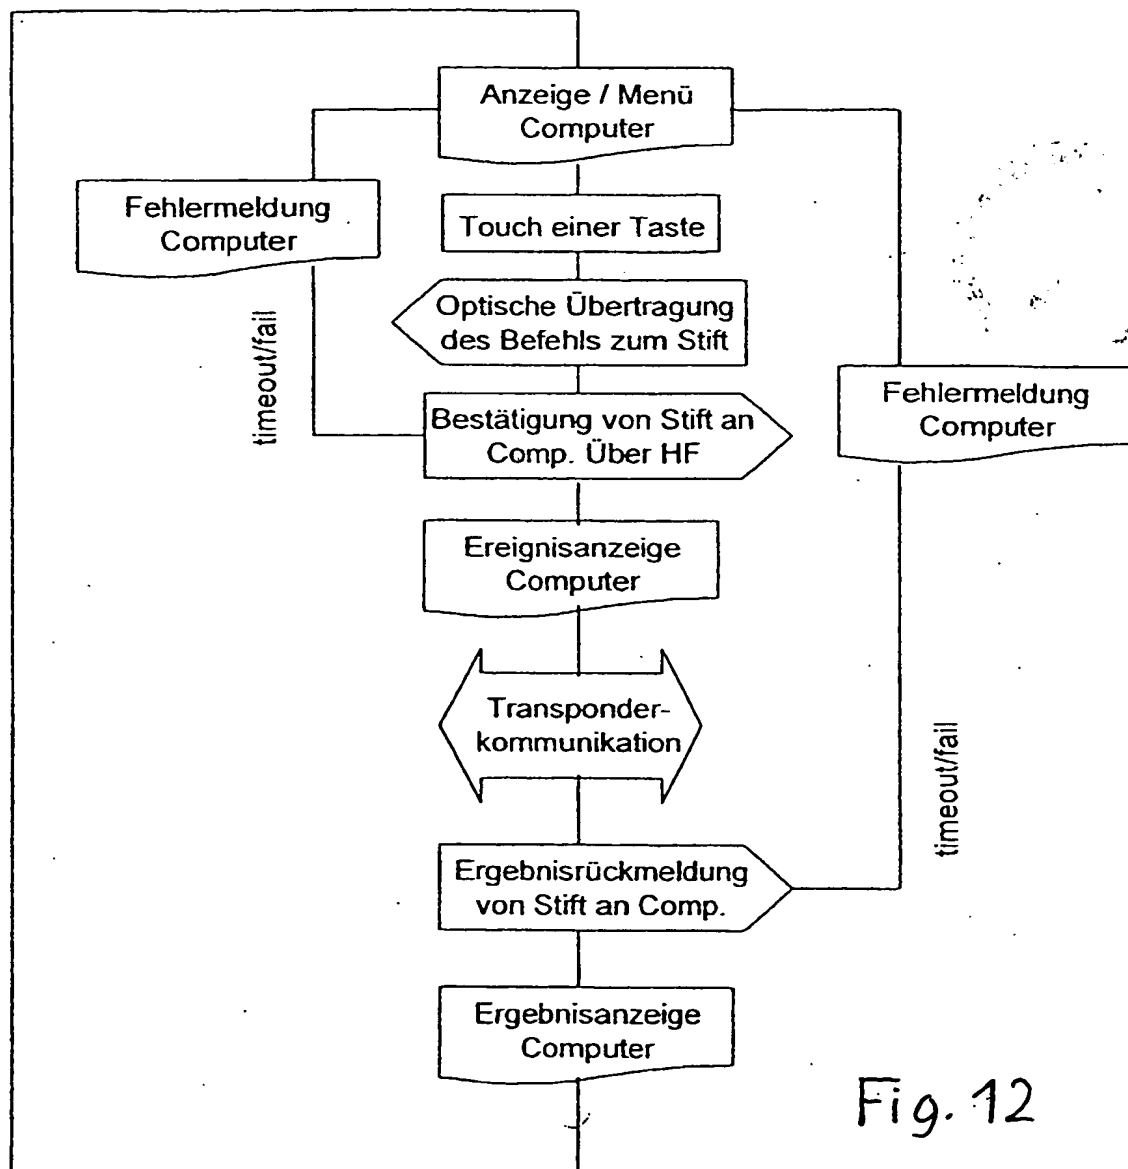 Anzeige / Menü
Computer
Fehlermeldung
Computer
Touch einer Taste
Optische Übertragung
des Befehls zum Stift
timeout/fail
Bestätigung von Stift an
Comp. Über HF
Fehlermeldung
Computer
Ereignisanzeige
Computer
Transponder-
kommunikation
timeout/fail
Ergebnisrückmeldung
von Stift an Comp.
Ergebnisanzeige
Computer
Fig. 12